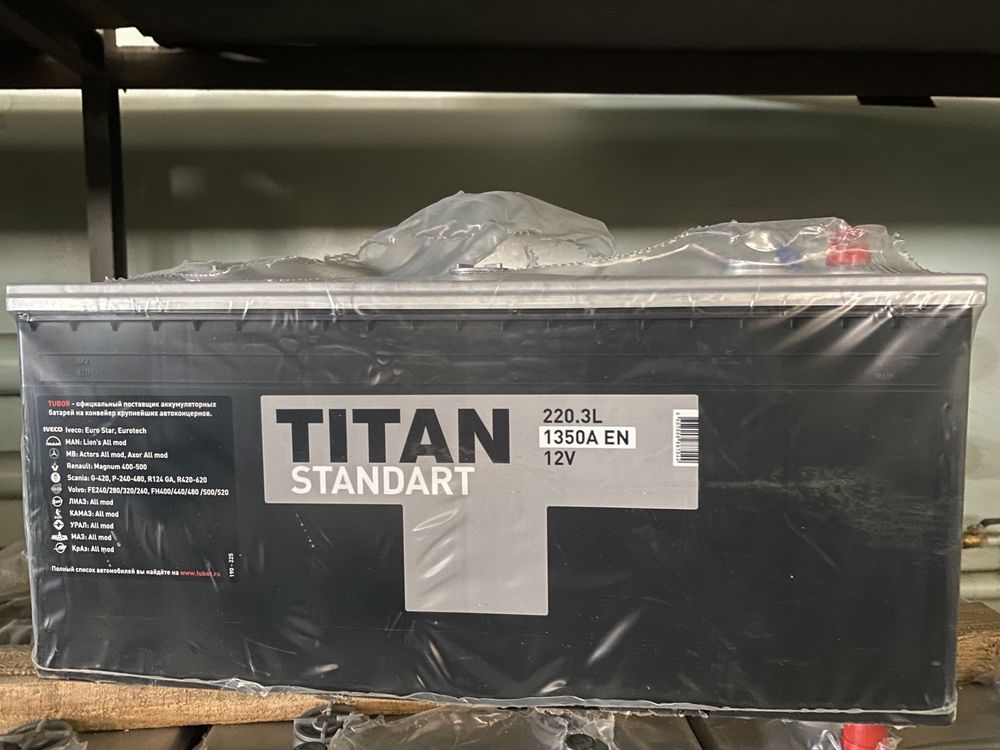 TUBOR - официальный поставщик аккумуляторных
батарей на конвейер крупнейших автоконцернов.
IVECO Iveco: Euro Star, Eurotech
MAN: Lion's All mod
MB: Actors All mod, Axor All mod
Renault: Magnum 400-500
Scania: G-420, P-240-480, R124 GA, R420-620
Volvo: FE240/280/320/260, FH400/440/480 /500/520
ЛИАЗ: All mod
КАМАЗ: All mod
УРАЛ: All mod
МАЗ: All mod
КрАз: All mod
Полный список автомобилей вы найдёте на www.tubor.ru
190 - 225
TITAN
STANDART
220.3L
1350A EN
12V
MAX